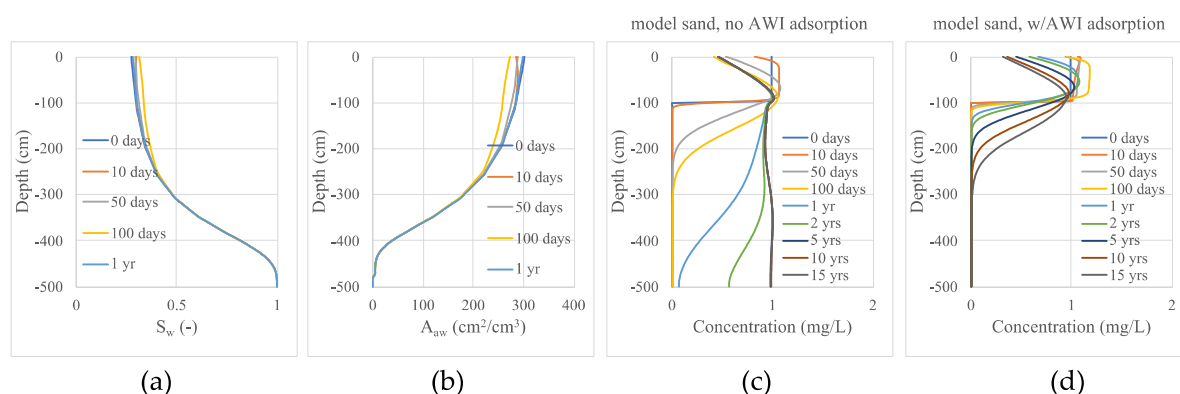 model sand, no AWI adsorption
model sand, w/AWI adsorption
0
-100
-200
-300
-400
-500
Depth (cm)
0 days
10 days
50 days
100 days
1 yr
0
0.5
1
Sw (-)
(a)
0
-100
-200
-300
-400
-500
Depth (cm)
0 days
10 days
50 days
100 days
1 yr
0
100
200
300
400
Aaw (cm²/cm³)
(b)
0
-100
-200
-300
-400
-500
Depth (cm)
0 days
10 days
50 days
100 days
1 yr
2 yrs
5 yrs
10 yrs
15 yrs
0
1
2
Concentration (mg/L)
(c)
0
-100
-200
-300
-400
-500
Depth (cm)
0 days
10 days
50 days
100 days
1 yr
2 yrs
5 yrs
10 yrs
15 yrs
0
1
2
Concentration (mg/L)
(d)